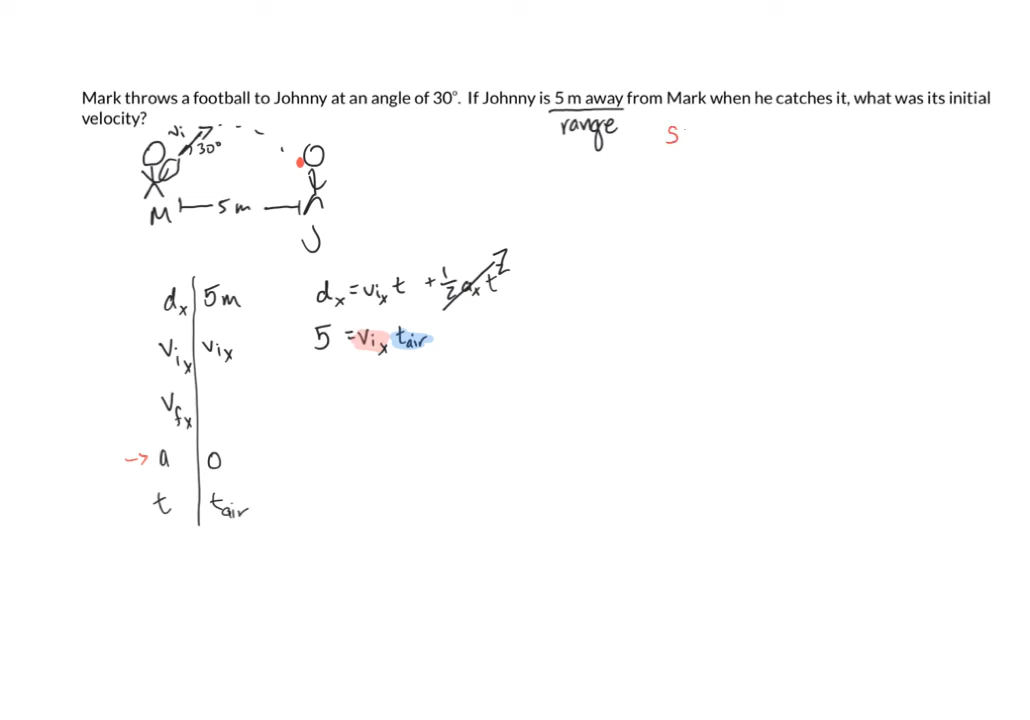 Mark throws a football to Johnny at an angle of 30°. If Johnny is 5 m away from Mark when he catches it, what was its initial
velocity?
range
S
vi
30°
M
5 m
J
dx 5m
vix vix
vfx
→ a 0
t tair
dx = vix t + 1/2 ax t²
5 = vix tair